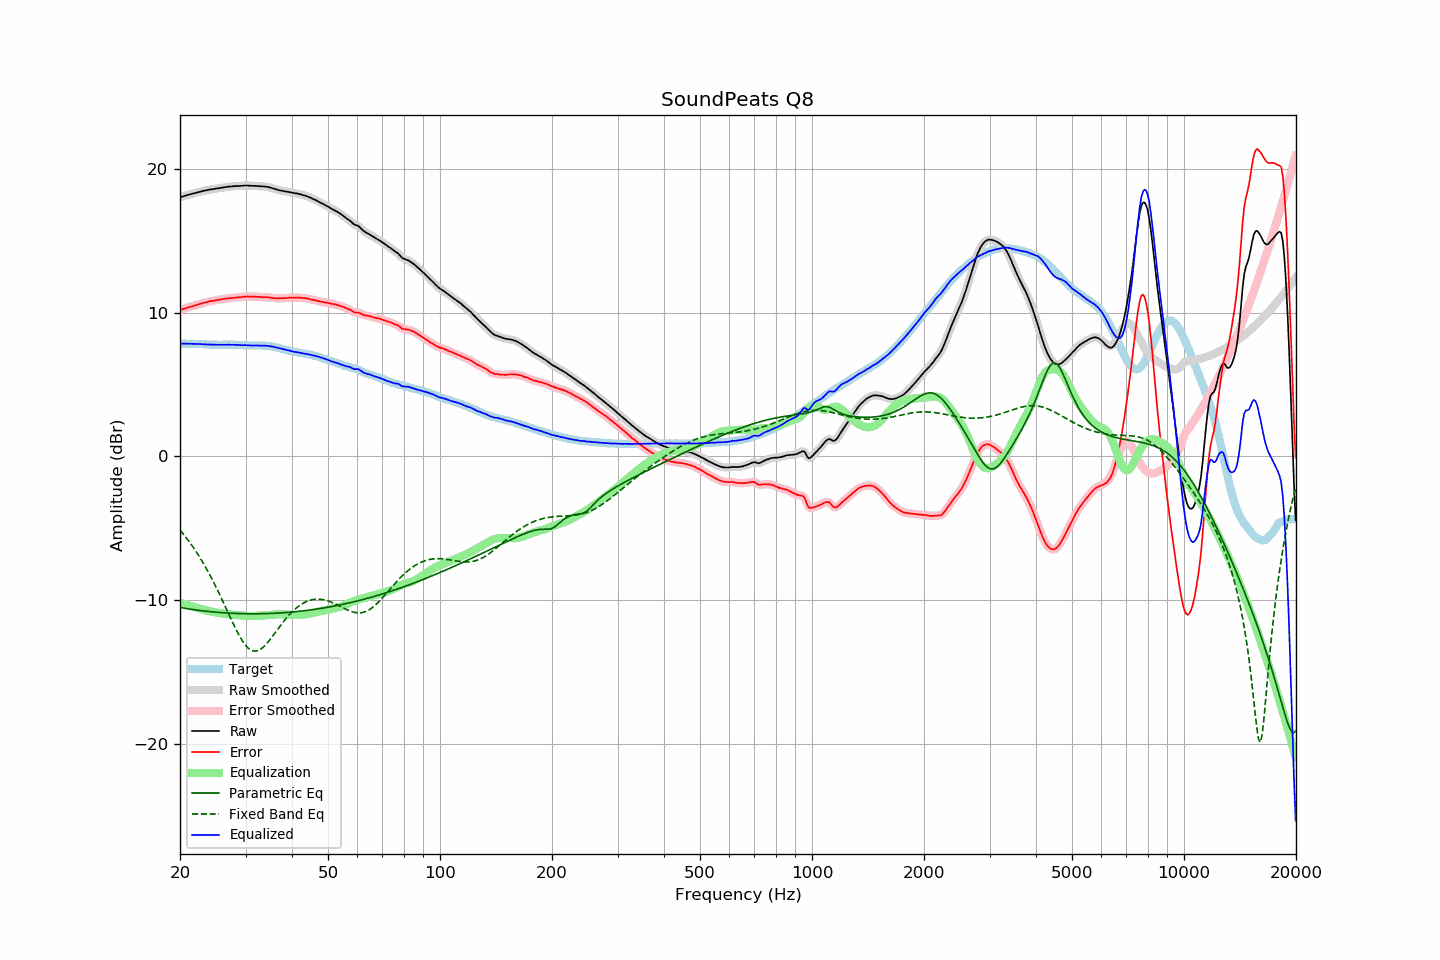 SoundPeats Q8
Amplitude (dBr)
20
10
0
−10
−20
Target
Raw Smoothed
Error Smoothed
Raw
Error
Equalization
Parametric Eq
Fixed Band Eq
Equalized
20 50 100 200 500 1000 2000 5000 10000 20000
Frequency (Hz)